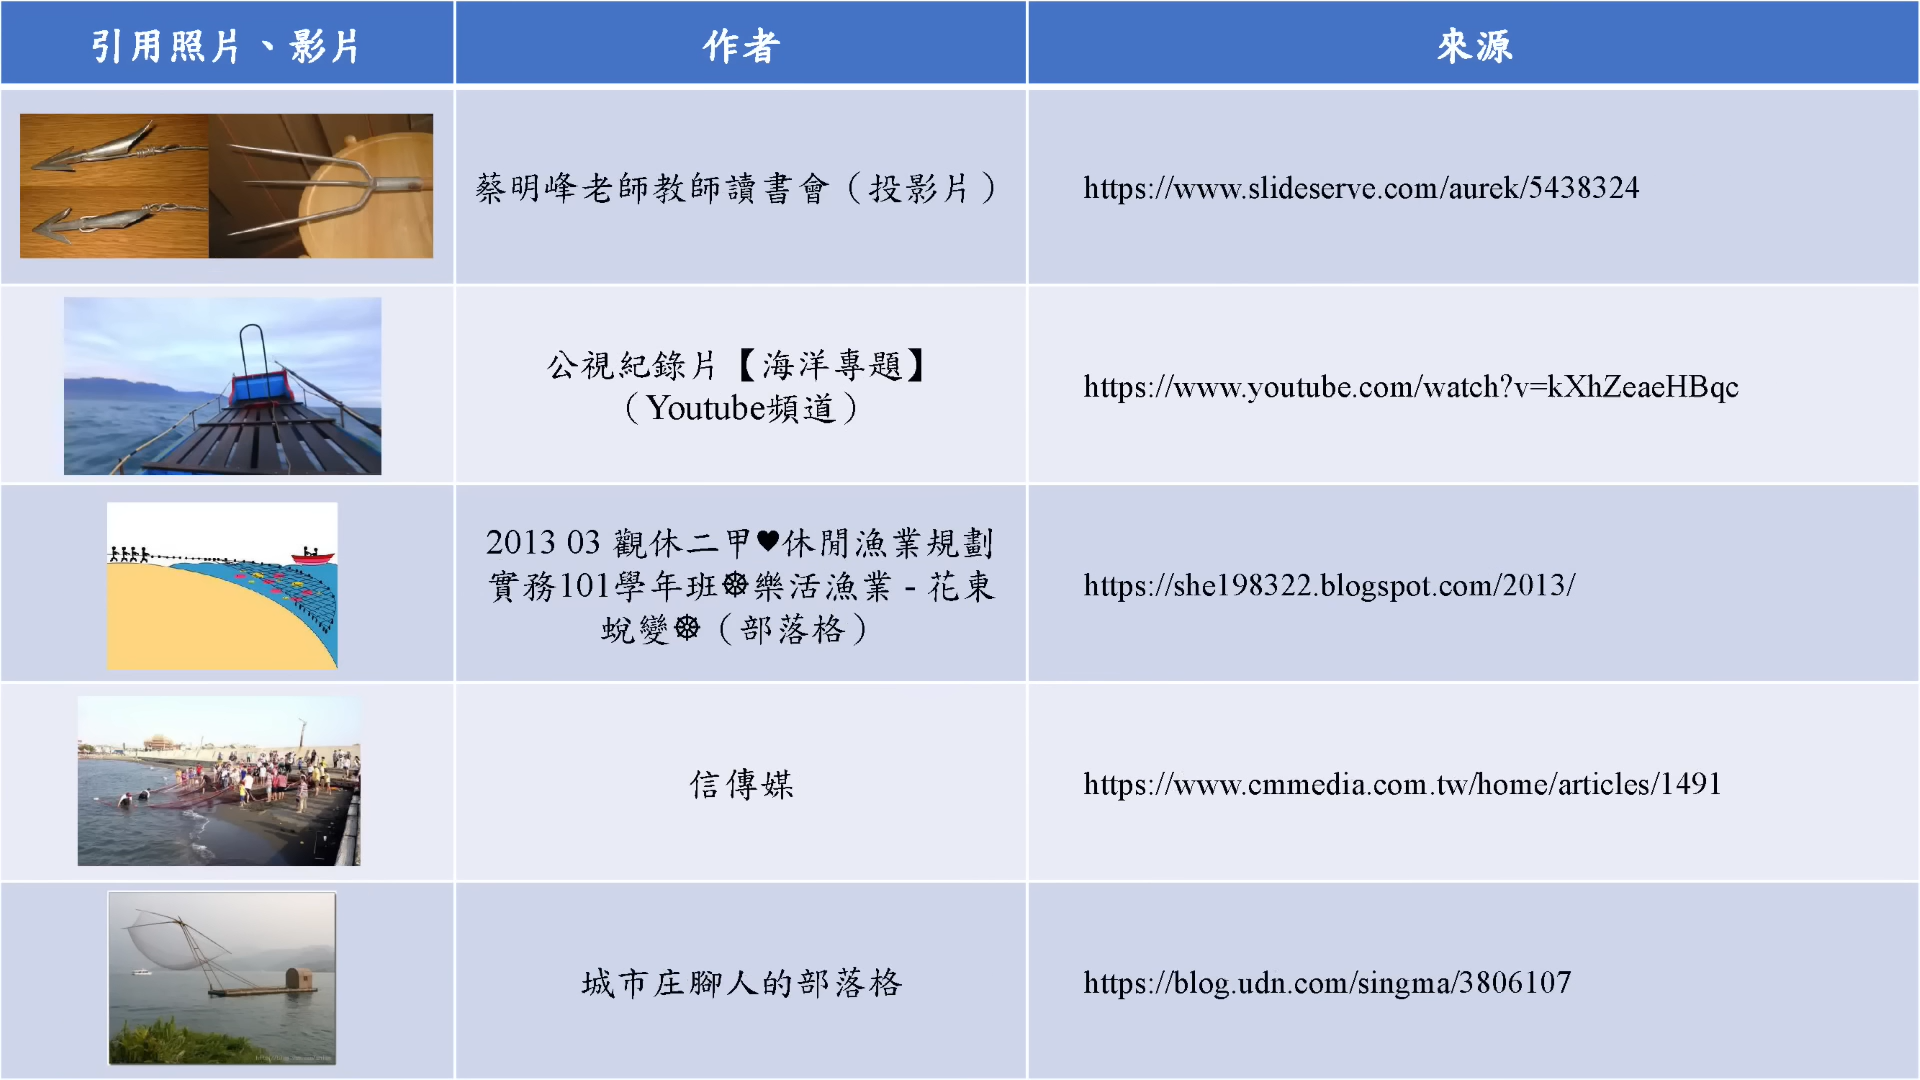 引用照片、影片
作者
來源
蔡明峰老師教師讀書會（投影片）
https://www.slideserve.com/aurek/5438324
公視紀錄片【海洋專題】
（Youtube頻道）
https://www.youtube.com/watch?v=kXhZeaeHBqc
2013 03 觀休二甲♥休閒漁業規劃
實務101學年班☸樂活漁業 - 花東
蛻變☸（部落格）
https://she198322.blogspot.com/2013/
信傳媒
https://www.cmmedia.com.tw/home/articles/1491
城市庄腳人的部落格
https://blog.udn.com/singma/3806107